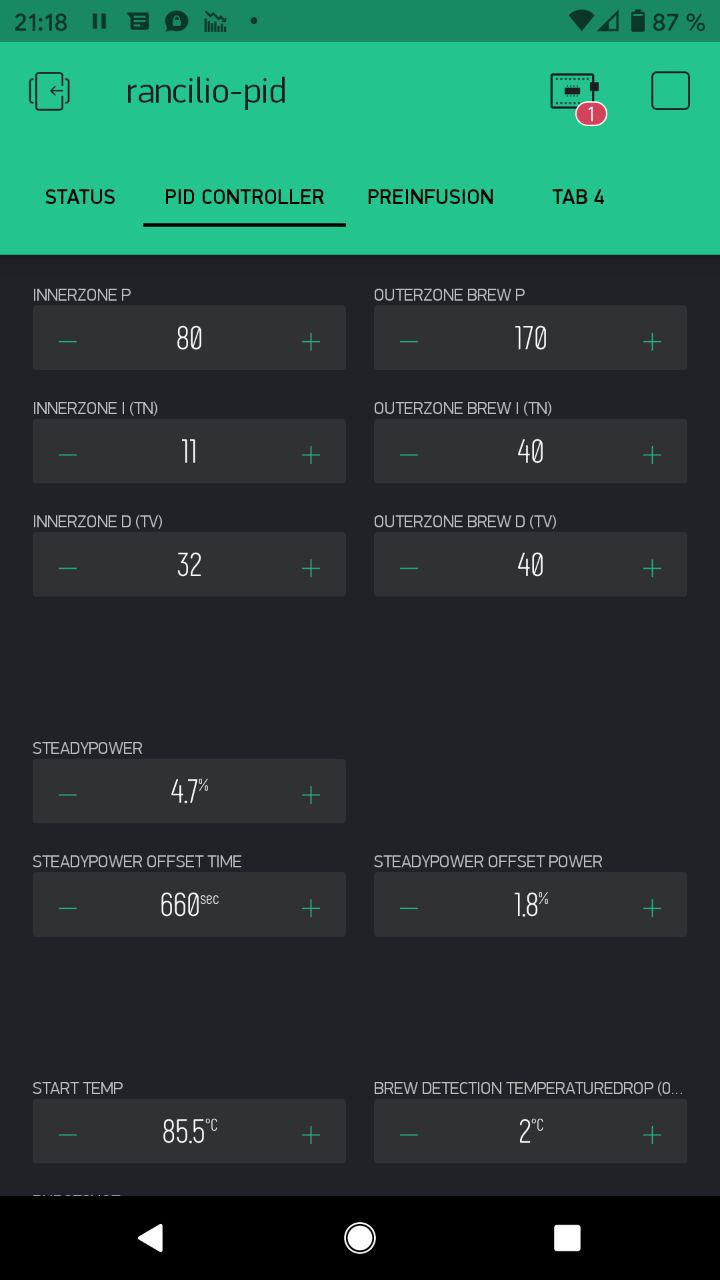 21:18 87 %
rancilio-pid
1
STATUS PID CONTROLLER PREINFUSION TAB 4
INNERZONE P OUTERZONE BREW P
— 80 + — 170 +
INNERZONE I (TN) OUTERZONE BREW I (TN)
— 11 + — 40 +
INNERZONE D (TV) OUTERZONE BREW D (TV)
— 32 + — 40 +
STEADYPOWER
— 4.7% +
STEADYPOWER OFFSET TIME STEADYPOWER OFFSET POWER
— 660sec + — 1.8% +
START TEMP BREW DETECTION TEMPERATUREDROP (0...
— 85.5°C + — 2°C +